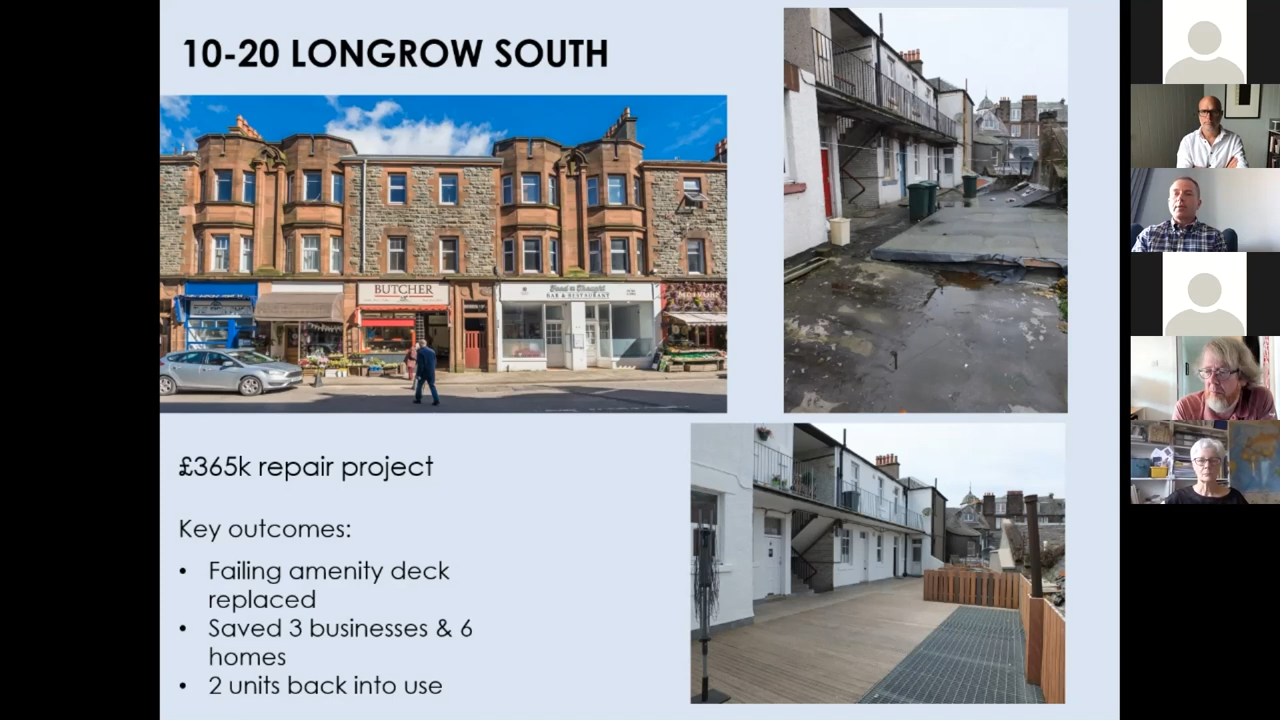 10-20 LONGROW SOUTH
BUTCHER
BAR & RESTAURANT
£365k repair project
Key outcomes:
• Failing amenity deck
replaced
• Saved 3 businesses & 6
homes
• 2 units back into use